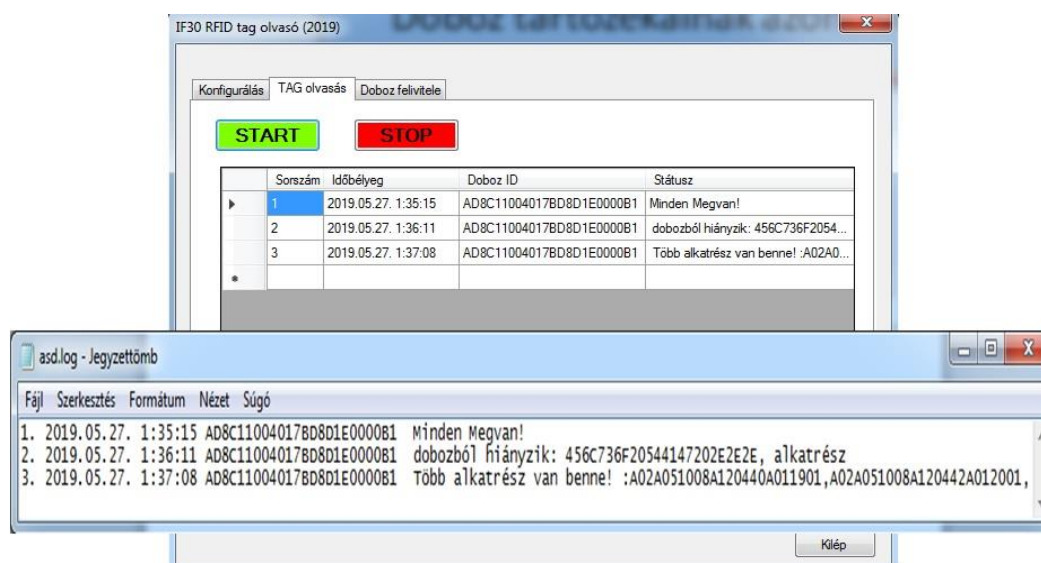 IF30 RFID tag olvasó (2019)
Konfigurálás TAG olvasás Doboz felivitele
START STOP
Sorszám Időbélyeg Doboz ID Státusz
1 2019.05.27. 1:35:15 AD8C11004017BD8D1E0000B1 Minden Megvan!
2 2019.05.27. 1:36:11 AD8C11004017BD8D1E0000B1 dobozból hiányzik: 456C736F2054...
3 2019.05.27. 1:37:08 AD8C11004017BD8D1E0000B1 Több alkatrész van benne! :A02A0...
asd.log - Jegyzettömb
Fájl Szerkesztés Formátum Nézet Súgó
1. 2019.05.27. 1:35:15 AD8C11004017BD8D1E0000B1 Minden Megvan!
2. 2019.05.27. 1:36:11 AD8C11004017BD8D1E0000B1 dobozból hiányzik: 456C736F20544147202E2E2E, alkatrész
3. 2019.05.27. 1:37:08 AD8C11004017BD8D1E0000B1 Több alkatrész van benne! :A02A051008A120440A011901,A02A051008A120442A012001,
Kilép